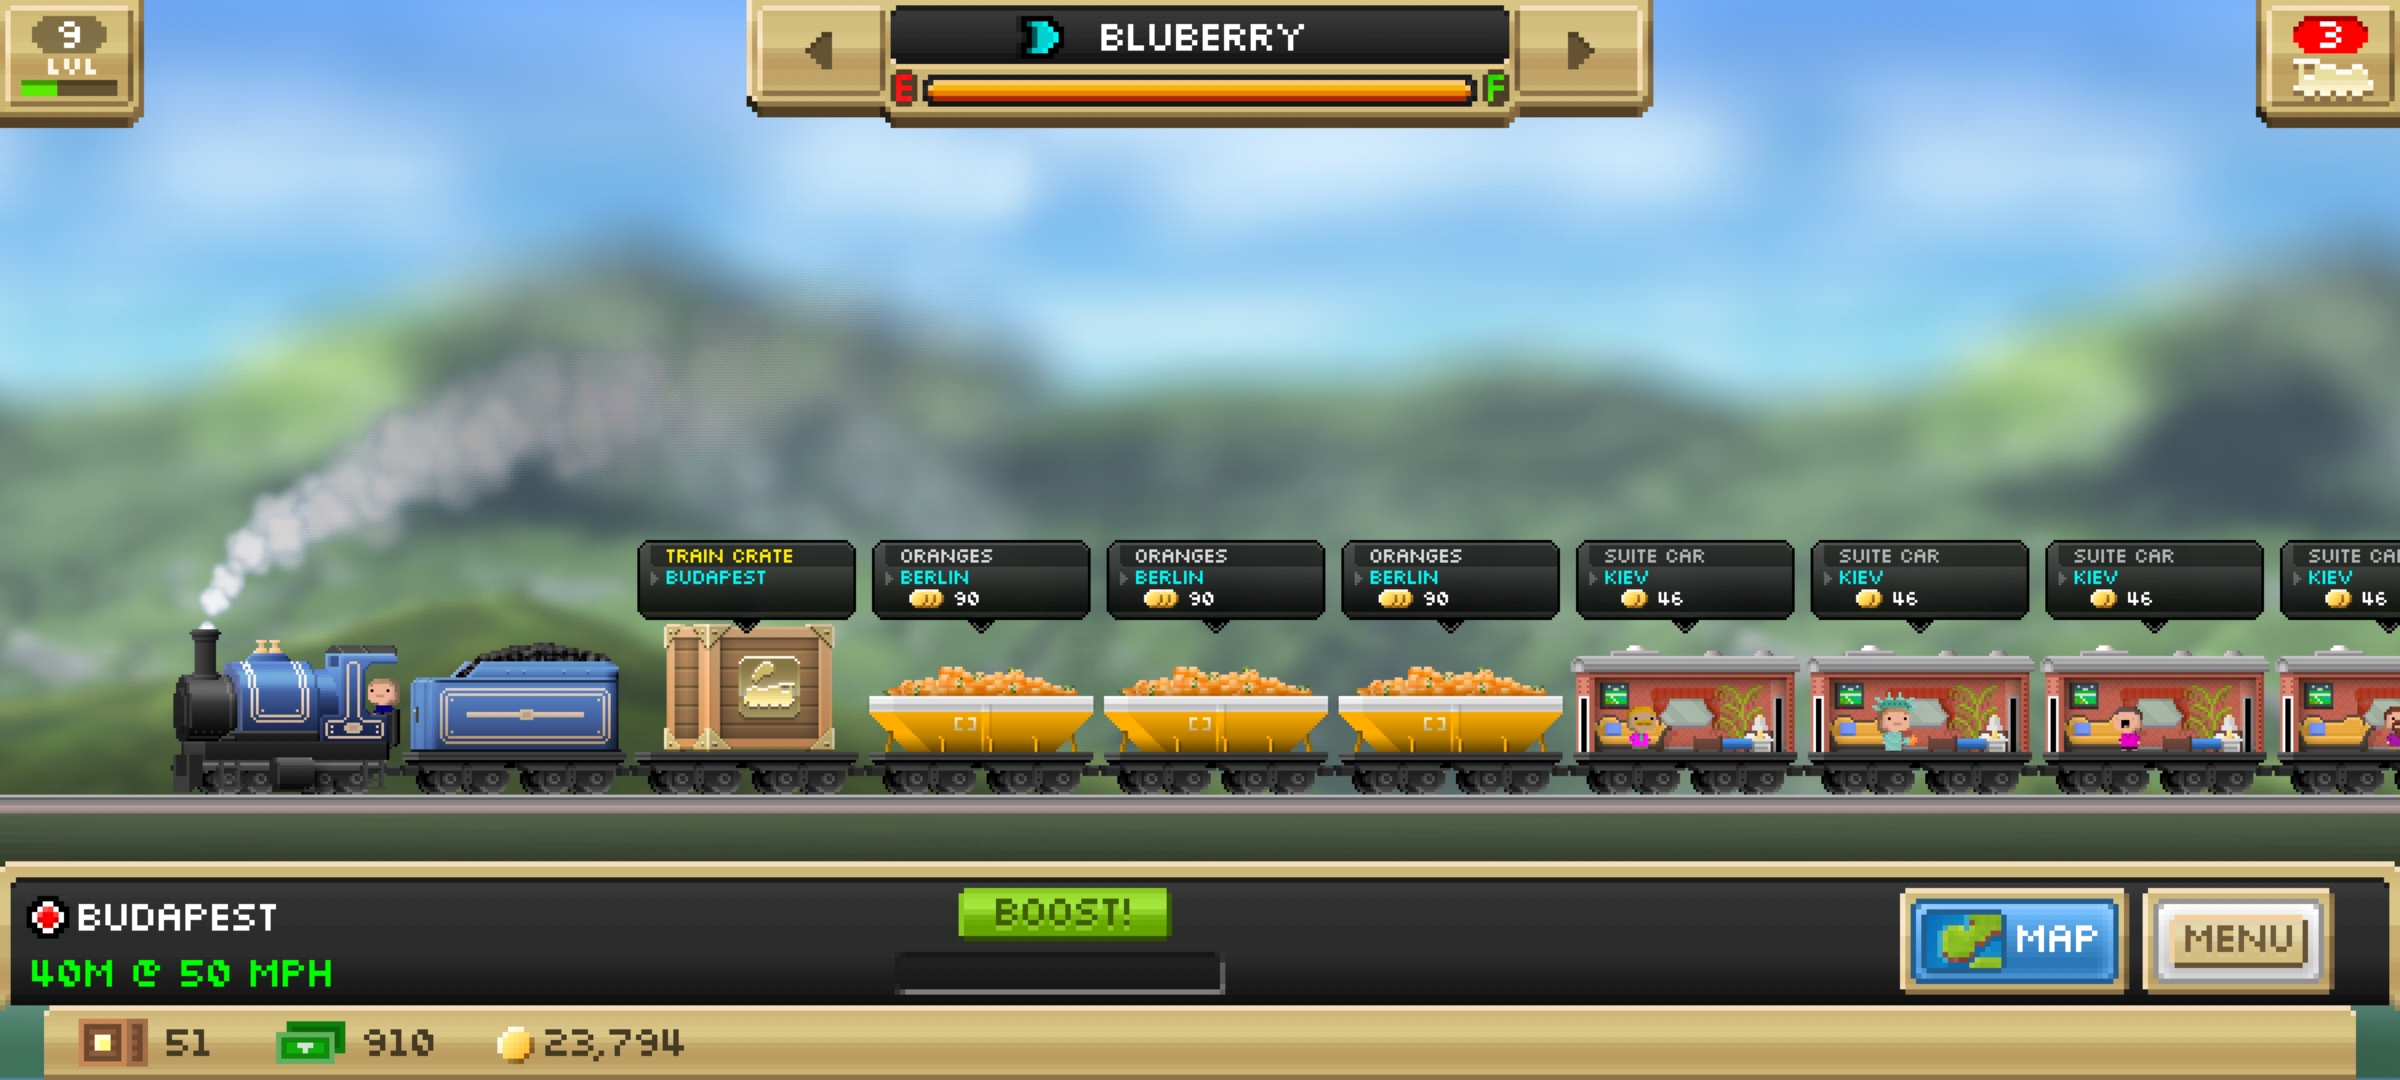 9
LVL
BLUBERRY
E F
3
TRAIN CRATE
BUDAPEST
ORANGES
BERLIN
90
ORANGES
BERLIN
90
ORANGES
BERLIN
90
SUITE CAR
KIEV
46
SUITE CAR
KIEV
46
SUITE CAR
KIEV
46
SUITE CA
KIEV
46
BUDAPEST
40M @ 50 MPH
BOOST!
MAP
MENU
51
910
23,794